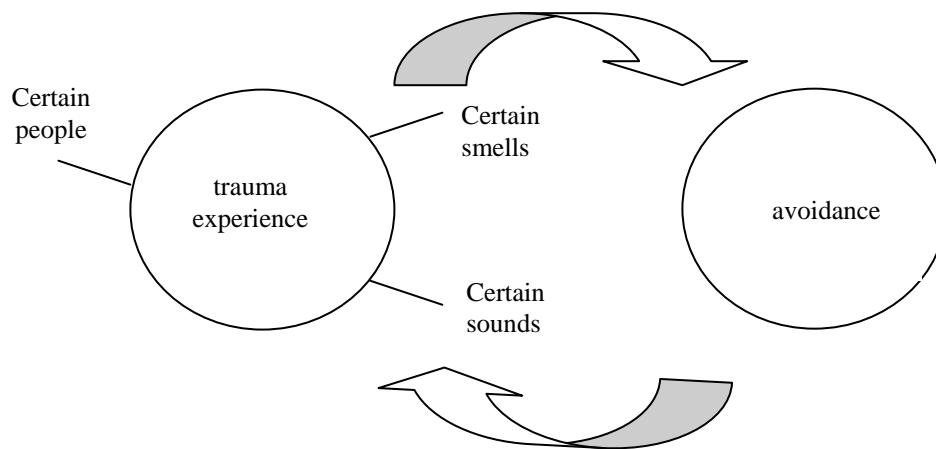 Certain
people
Certain
smells
trauma
experience
avoidance
Certain
sounds